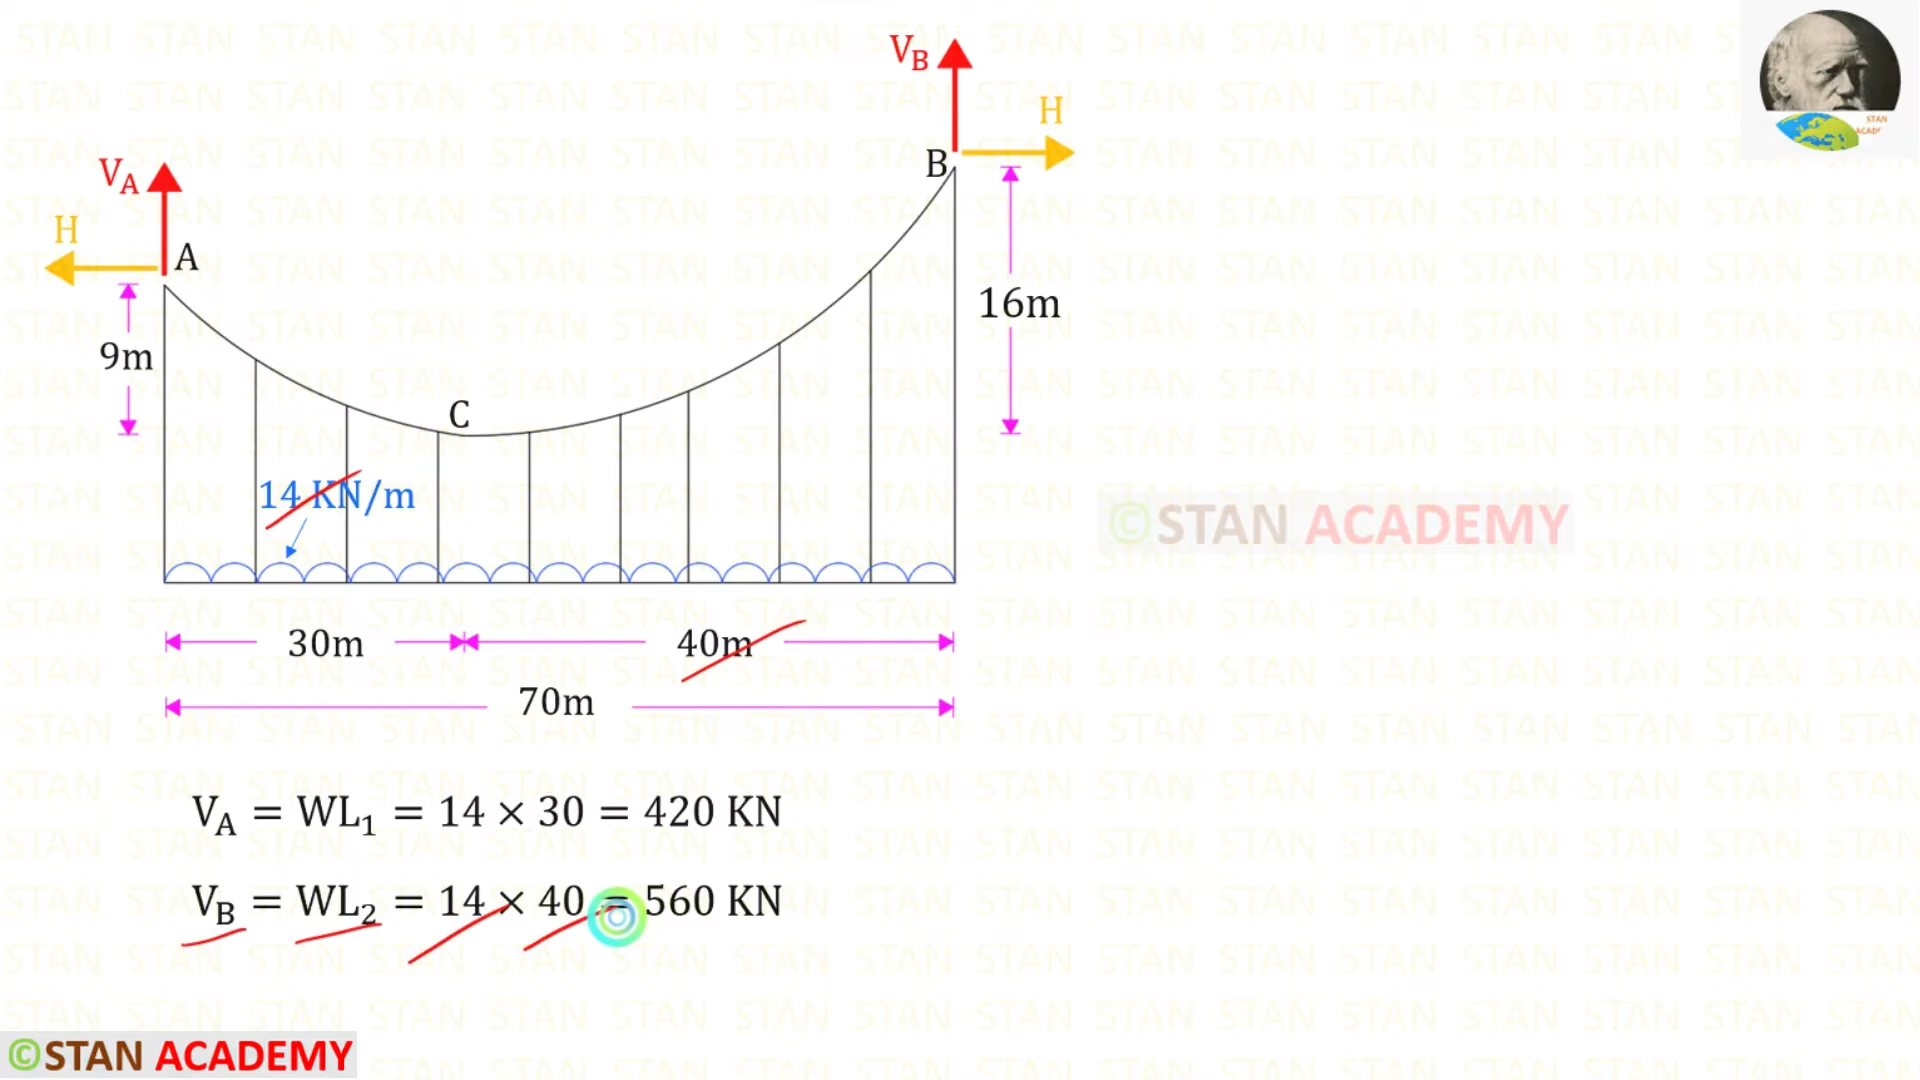 V_B
H
B
V_A
H
A
16m
9m
C
14 KN/m
30m
40m
70m
V_A = WL_1 = 14 × 30 = 420 KN
V_B = WL_2 = 14 × 40 = 560 KN
©STAN ACADEMY
©STAN ACADEMY
STAN